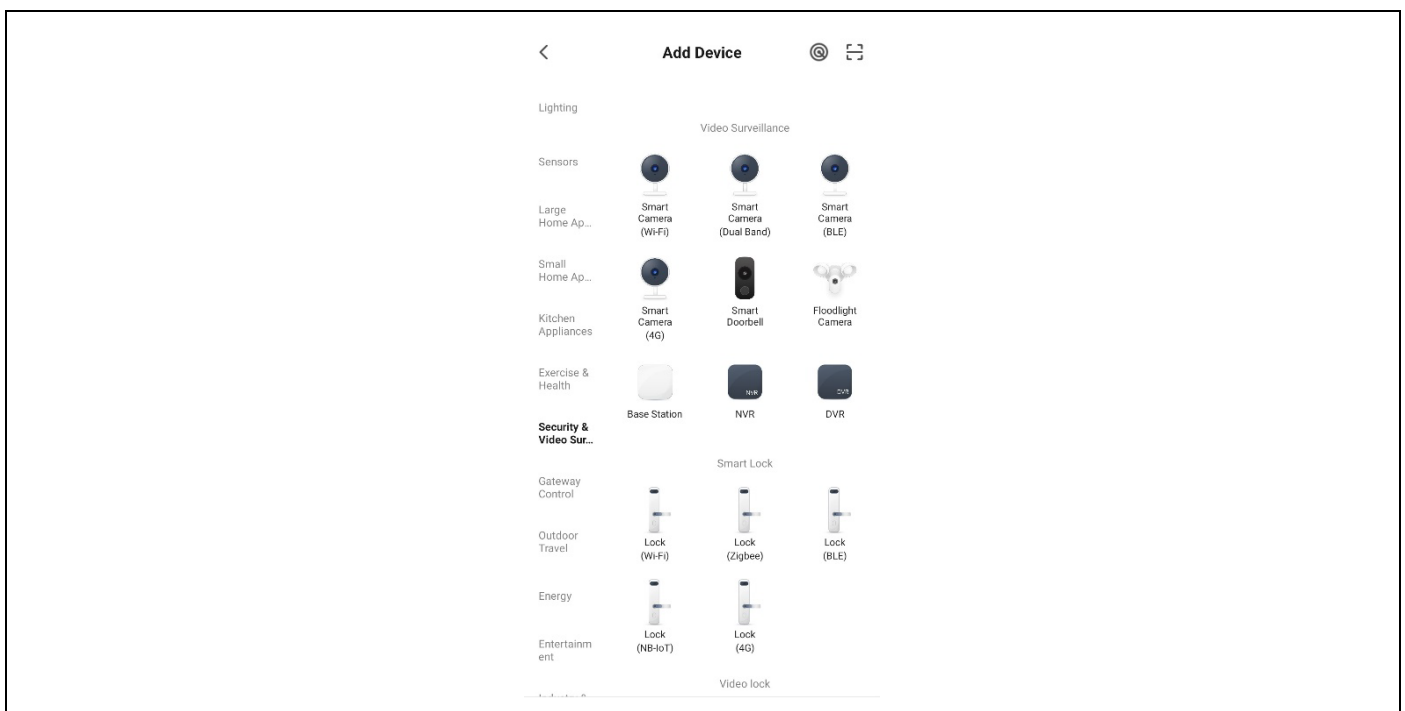 Add Device
Lighting
Sensors
Large
Home Ap...
Small
Home Ap...
Kitchen
Appliances
Exercise &
Health
Security &
Video Sur...
Gateway
Control
Outdoor
Travel
Energy
Entertainm
ent
Video Surveillance
Smart
Camera
(Wi-Fi)
Smart
Camera
(Dual Band)
Smart
Camera
(BLE)
Smart
Camera
(4G)
Smart
Doorbell
Floodlight
Camera
NVR
DVR
Base Station
NVR
DVR
Smart Lock
Lock
(Wi-Fi)
Lock
(Zigbee)
Lock
(BLE)
Lock
(NB-IoT)
Lock
(4G)
Video lock